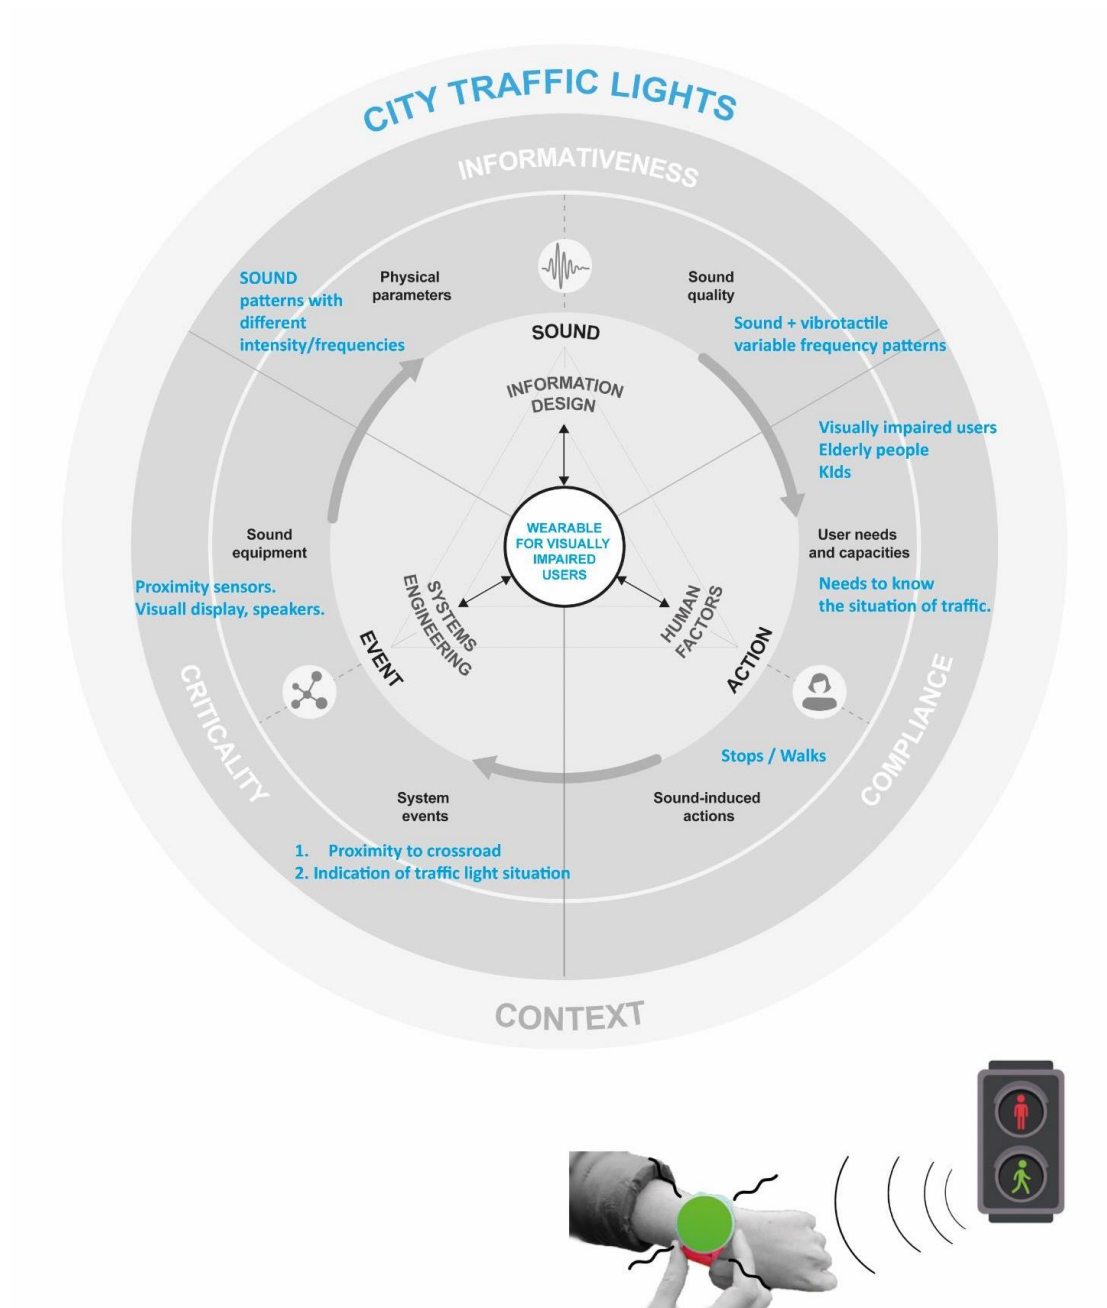 CITY TRAFFIC LIGHTS
INFORMATIVENESS
SOUND
patterns with
different
intensity/frequencies
Physical
parameters
Sound
quality
Sound + vibrotactile
variable frequency patterns
SOUND
INFORMATION
DESIGN
Visually impaired users
Elderly people
KIds
WEARABLE
FOR VISUALLY
IMPAIRED
USERS
Sound
equipment
Proximity sensors.
Visuall display, speakers.
User needs
and capacities
Needs to know
the situation of traffic.
SYSTEMS
ENGINEERING
HUMAN
FACTORS
EVENT
ACTION
CRITICALITY
COMPLIANCE
Stops / Walks
System
events
Sound-induced
actions
1. Proximity to crossroad
2. Indication of traffic light situation
CONTEXT